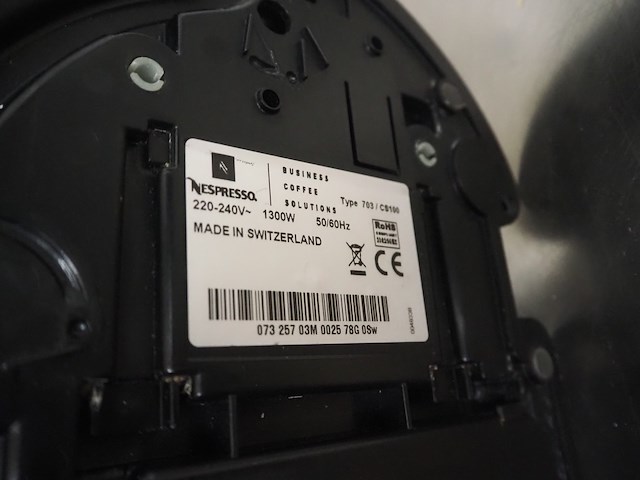 NESPRESSO.
BUSINESS
COFFEE
SOLUTIONS
Type 703 / CS100
220-240V~ 1300W 50/60Hz
MADE IN SWITZERLAND
RoHS
CE
073 257 03M 0025 78G 0Sw